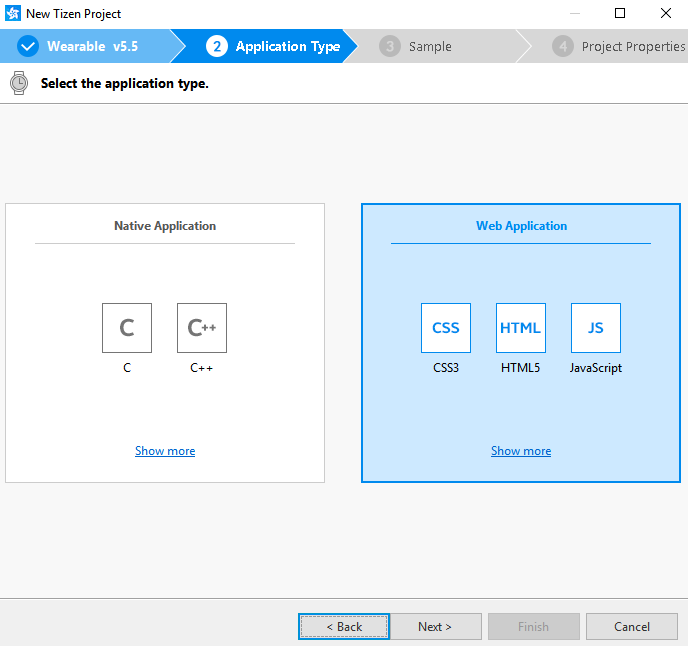 New Tizen Project
Wearable v5.5
2 Application Type
3 Sample
4 Project Properties
Select the application type.
Native Application
C
C++
C
C++
Show more
Web Application
CSS
HTML
JS
CSS3
HTML5
JavaScript
Show more
< Back
Next >
Finish
Cancel